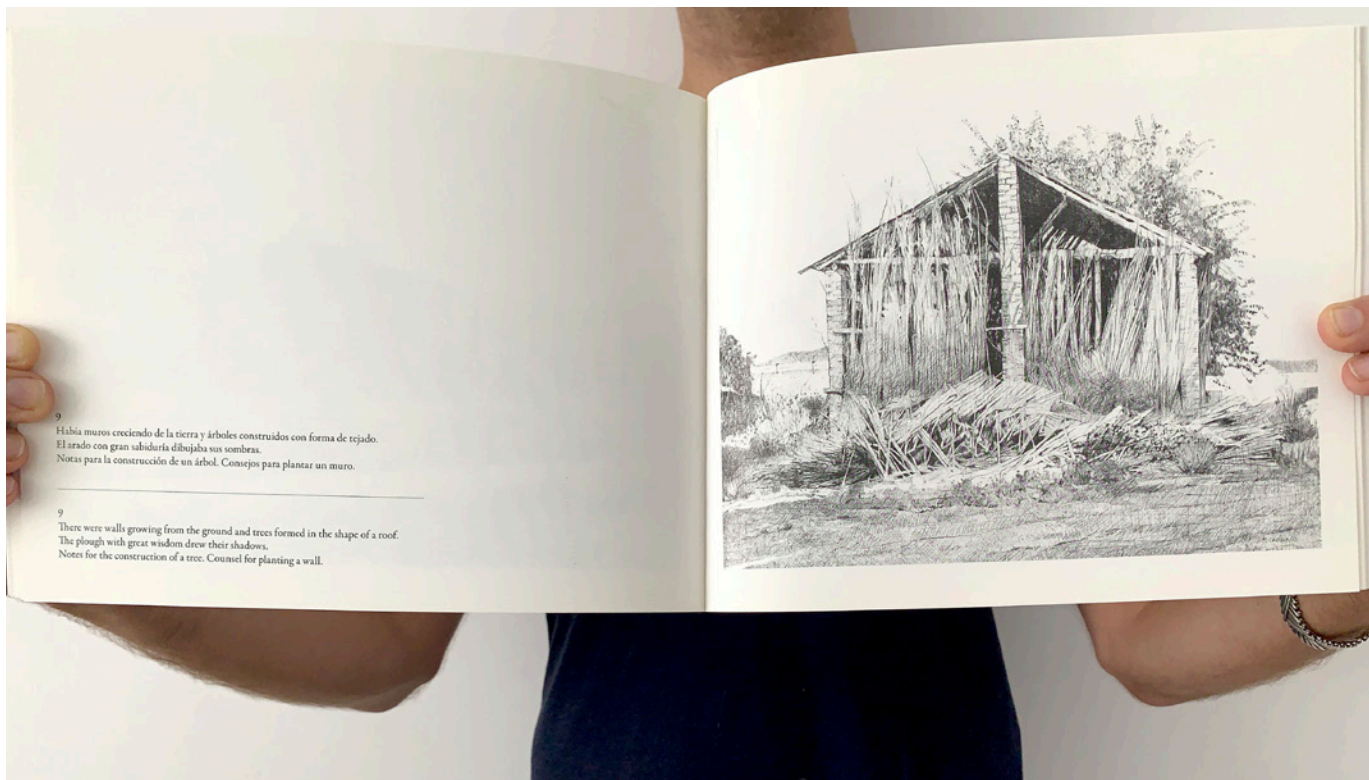 9
Había muros creciendo de la tierra y árboles construidos con forma de tejado.
El arado con gran sabiduría dibujaba sus sombras.
Notas para la construcción de un árbol. Consejos para plantar un muro.
9
There were walls growing from the ground and trees formed in the shape of a roof.
The plough with great wisdom drew their shadows.
Notes for the construction of a tree. Counsel for planting a wall.